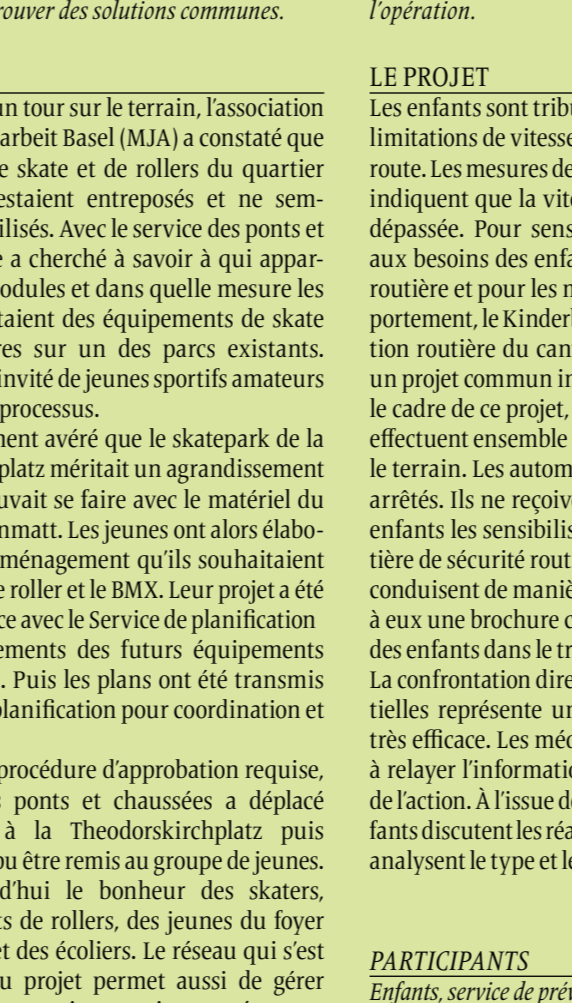 rouver des solutions communes.
un tour sur le terrain, l'association
arbeit Basel (MJA) a constaté que
e skate et de rollers du quartier
estaient entreposés et ne sem-
ilisés. Avec le service des ponts et
e a cherché à savoir à qui appar-
odules et dans quelle mesure les
taient des équipements de skate
res sur un des parcs existants.
invité de jeunes sportifs amateurs
processus.
ment avéré que le skatepark de la
platz méritait un agrandissement
uvait se faire avec le matériel du
nmatt. Les jeunes ont alors élabo-
ménagement qu'ils souhaitaient
e roller et le BMX. Leur projet a été
ce avec le Service de planification
ements des futurs équipements
. Puis les plans ont été transmis
planification pour coordination et
procédure d'approbation requise,
s ponts et chaussées a déplacé
à la Theodorskirchplatz puis
pu être remis au groupe de jeunes.
d'hui le bonheur des skaters,
ts de rollers, des jeunes du foyer
et des écoliers. Le réseau qui s'est
u projet permet aussi de gérer
l'opération.
LE PROJET
Les enfants sont tribu
limitations de vitesse
route. Les mesures de
indiquent que la vite
dépassée. Pour sens
aux besoins des enfa
routière et pour les n
portement, le Kinderb
tion routière du can
un projet commun in
le cadre de ce projet,
effectuent ensemble
le terrain. Les autom
arrêtés. Ils ne reçoive
enfants les sensibilis
tière de sécurité rout
conduisent de maniè
à eux une brochure c
des enfants dans le tr
La confrontation dire
tielles représente un
très efficace. Les méd
à relayer l'informatio
de l'action. À l'issue de
fants discutent les réa
analysent le type et le
PARTICIPANTS
Enfants, service de prév